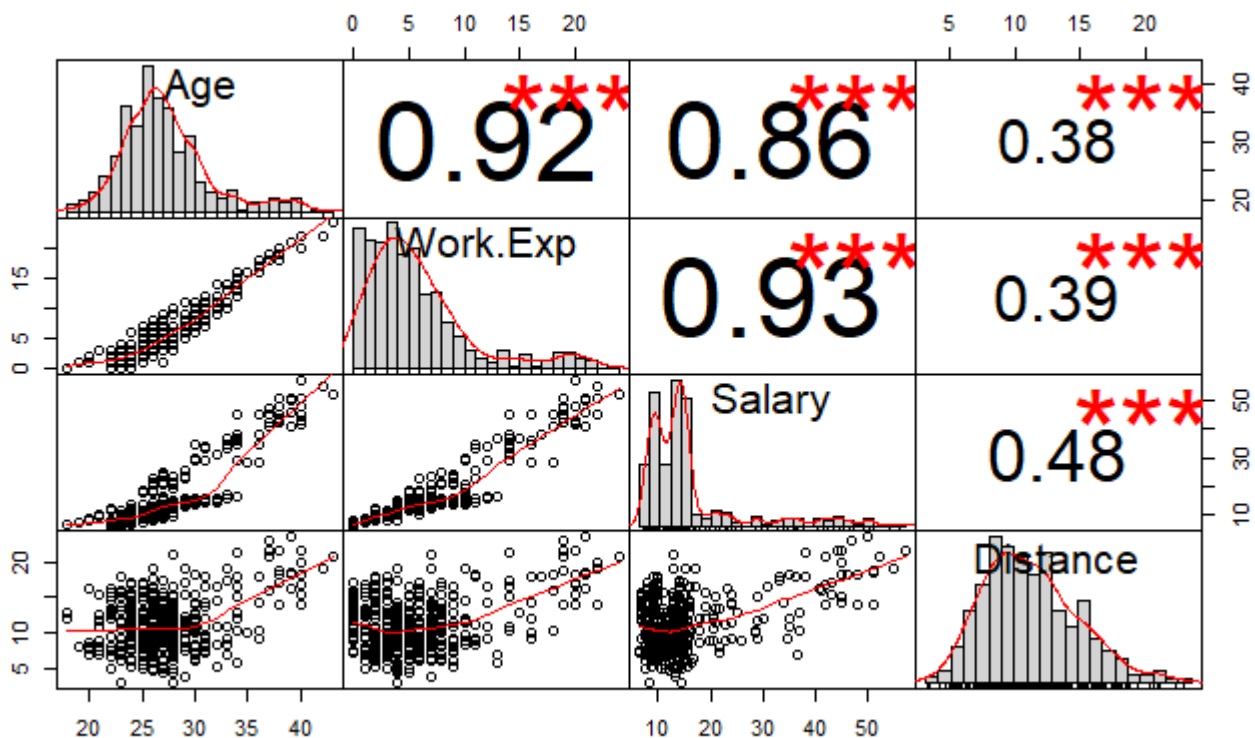 0 5 10 15 20 5 10 15 20
Age 0.92*** 0.86*** 0.38*** 20 30 40
0 5 15 Work.Exp 0.93*** 0.39***
Salary 0.48*** 10 30 50
5 10 20 Distance
20 25 30 35 40 10 20 30 40 50